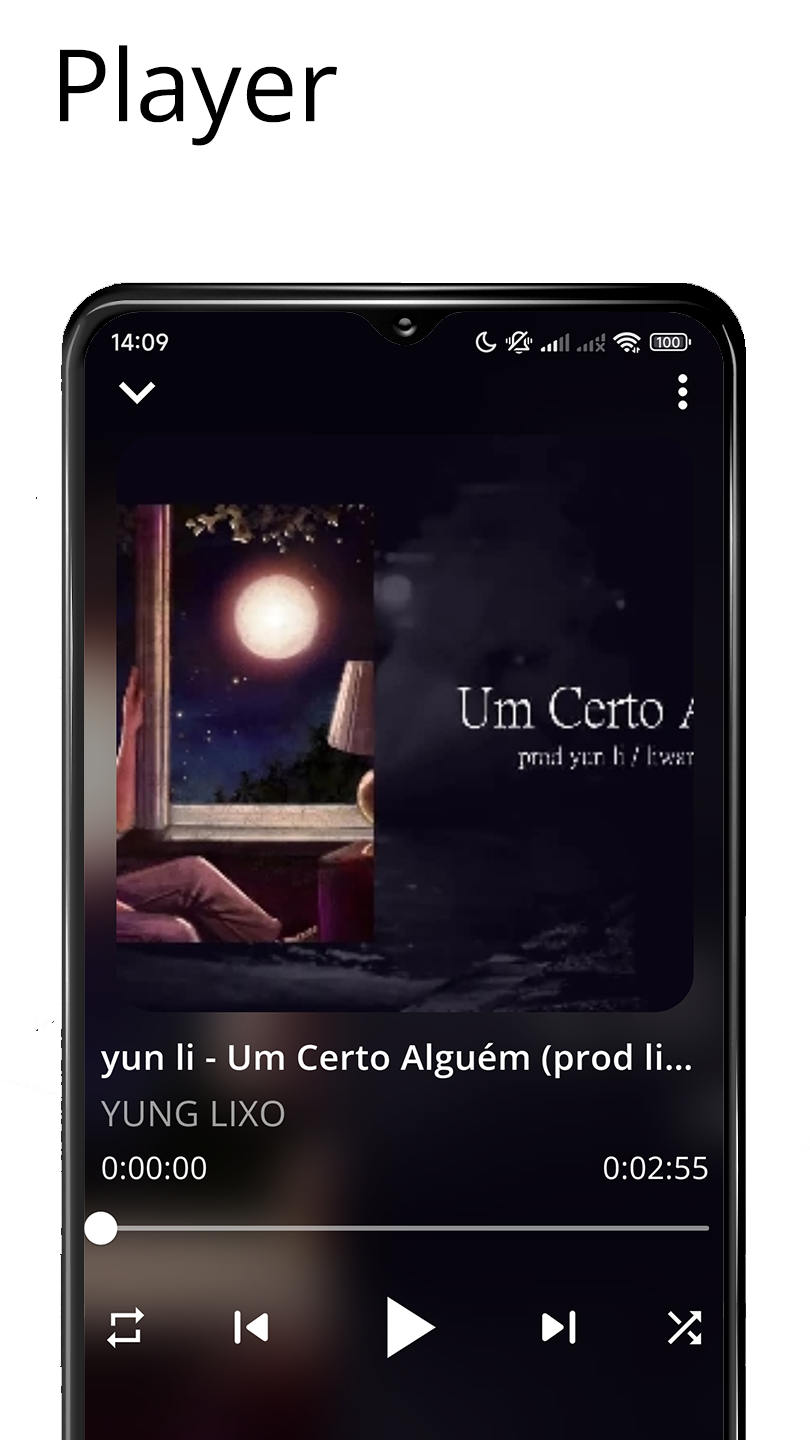 Player
14:09
100
Um Certo
prod yun li /
yun li - Um Certo Alguém (prod li...
YUNG LIXO
0:00:00
0:02:55